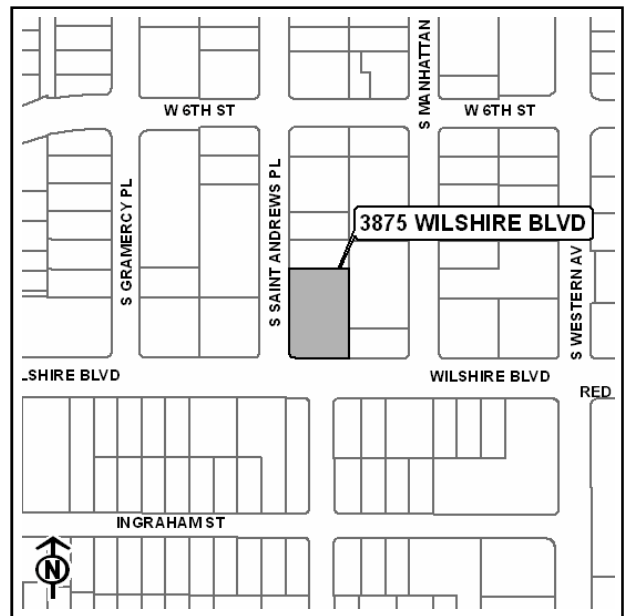 S MANHATTAN
W 6TH ST
W 6TH ST
S GRAMERCY PL
S SAINT ANDREWS PL
3875 WILSHIRE BLVD
S WESTERN AV
LSHIRE BLVD
WILSHIRE BLVD
RED
INGRAHAM ST
N